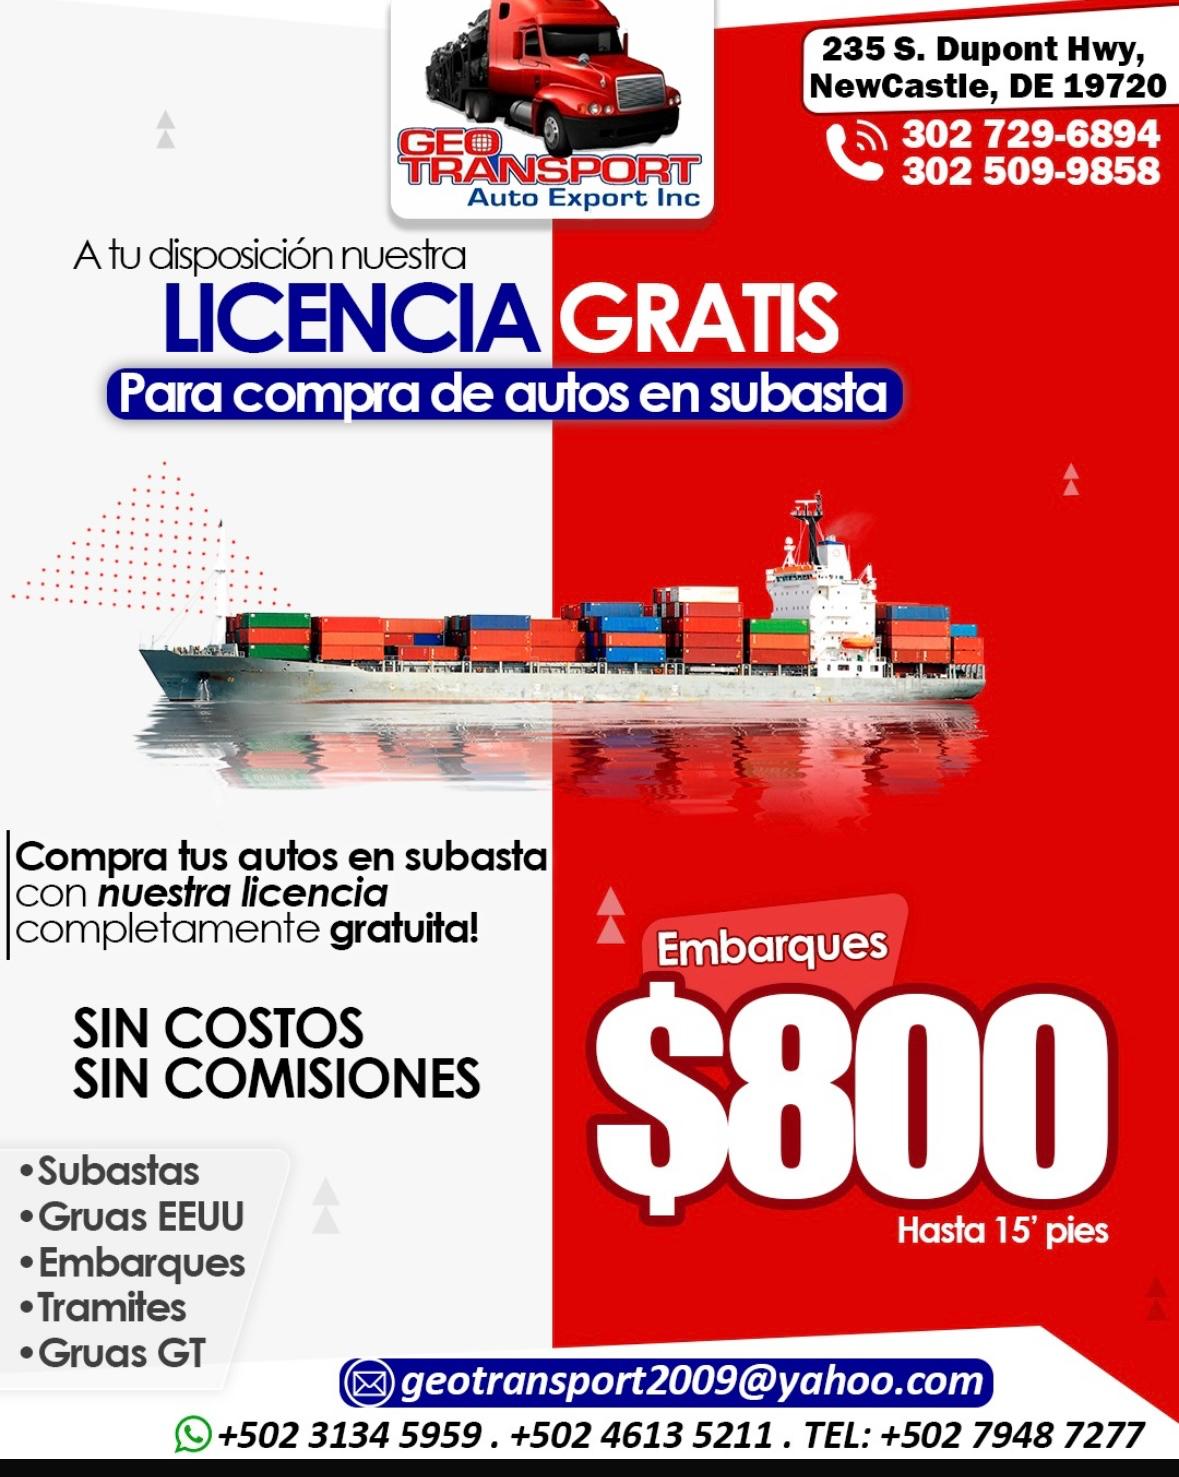 GEO
TRANSPORT
Auto Export Inc
235 S. Dupont Hwy,
NewCastle, DE 19720
302 729-6894
302 509-9858
A tu disposición nuestra
LICENCIA GRATIS
Para compra de autos en subasta
Compra tus autos en subasta
con nuestra licencia
completamente gratuita!
SIN COSTOS
SIN COMISIONES
•Subastas
•Gruas EEUU
•Embarques
•Tramites
•Gruas GT
Embarques
$800
Hasta 15' pies
geotransport2009@yahoo.com
+502 3134 5959 . +502 4613 5211 . TEL: +502 7948 7277